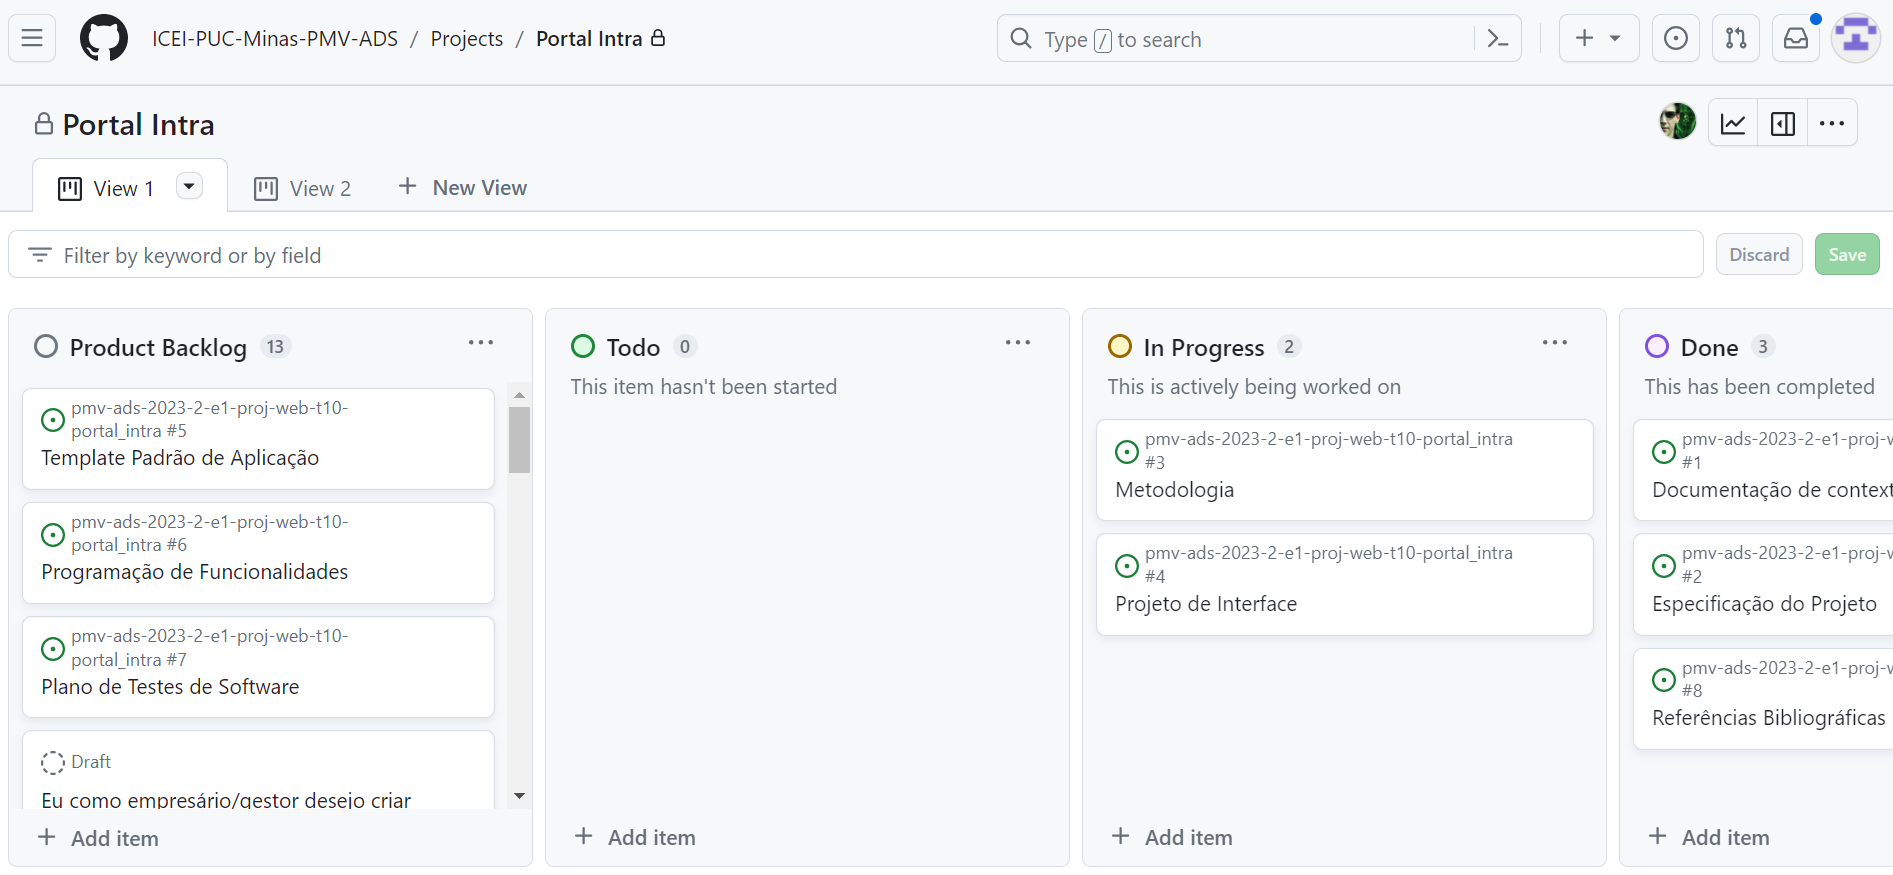 ICEI-PUC-Minas-PMV-ADS / Projects / Portal Intra
Type / to search
Portal Intra
View 1
View 2
New View
Filter by keyword or by field
Discard
Save
Product Backlog 13
pmv-ads-2023-2-e1-proj-web-t10-
portal_intra #5
Template Padrão de Aplicação
pmv-ads-2023-2-e1-proj-web-t10-
portal_intra #6
Programação de Funcionalidades
pmv-ads-2023-2-e1-proj-web-t10-
portal_intra #7
Plano de Testes de Software
Draft
Eu como empresário/gestor desejo criar
+ Add item
Todo 0
This item hasn't been started
+ Add item
In Progress 2
This is actively being worked on
pmv-ads-2023-2-e1-proj-web-t10-portal_intra
#3
Metodologia
pmv-ads-2023-2-e1-proj-web-t10-portal_intra
#4
Projeto de Interface
+ Add item
Done 3
This has been completed
pmv-ads-2023-2-e1-proj-w
#1
Documentação de context
pmv-ads-2023-2-e1-proj-w
#2
Especificação do Projeto
pmv-ads-2023-2-e1-proj-w
#8
Referências Bibliográficas
+ Add item